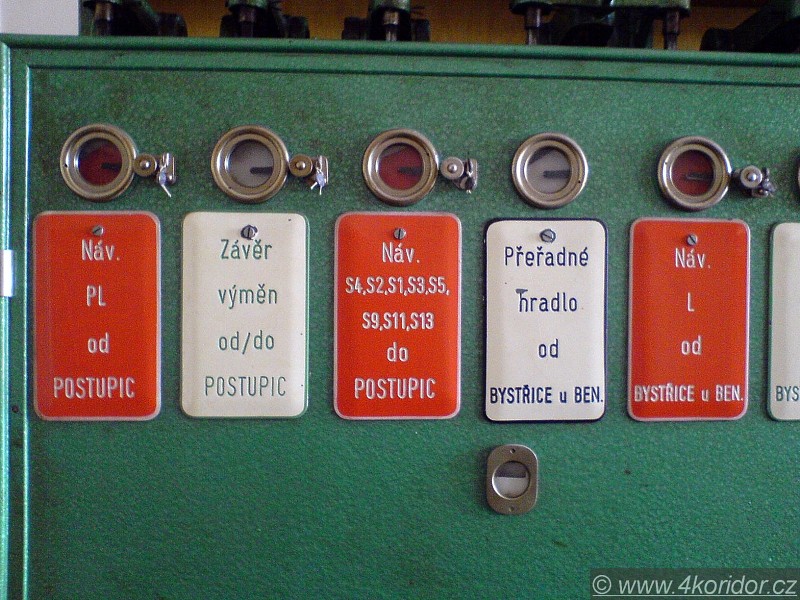 Náv.
PL
od
POSTUPIC
Závěr
výměn
od/do
POSTUPIC
Náv.
S4,S2,S1,S3,S5,
S9,S11,S13
do
POSTUPIC
Přeřadné
hradlo
od
BYSTŘICE u BEN.
Náv.
L
od
BYSTŘICE u BEN.
BYS
© www.4koridor.cz